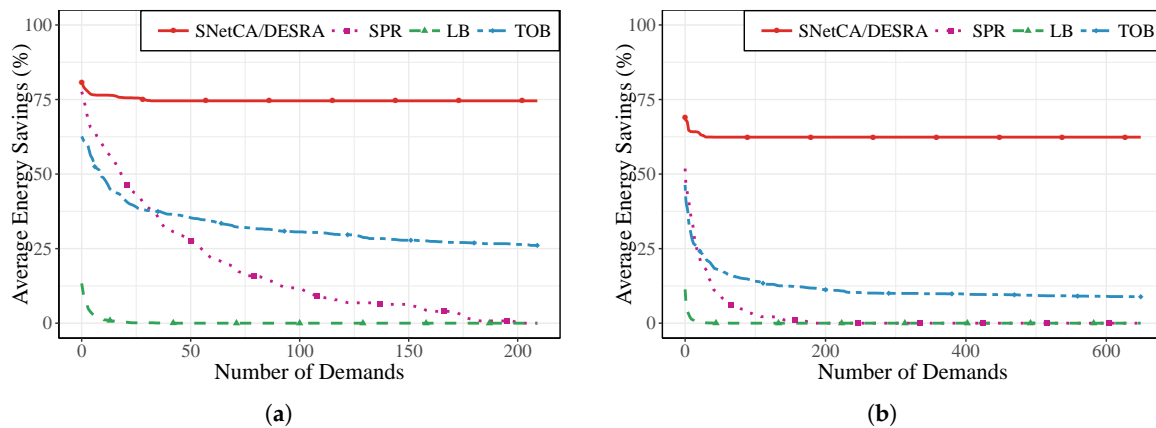 SNetCA/DESRA SPR LB TOB
Average Energy Savings (%)
100
75
50
25
0
0 50 100 150 200
Number of Demands
(a)
SNetCA/DESRA SPR LB TOB
Average Energy Savings (%)
100
75
50
25
0
0 200 400 600
Number of Demands
(b)